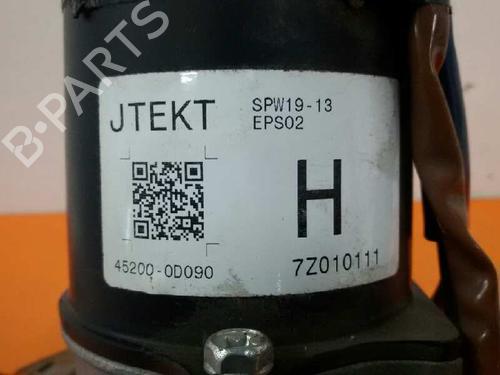 B-PARTS
JTEKT
SPW19-13
EPS02
H
45200-0D090
7Z010111